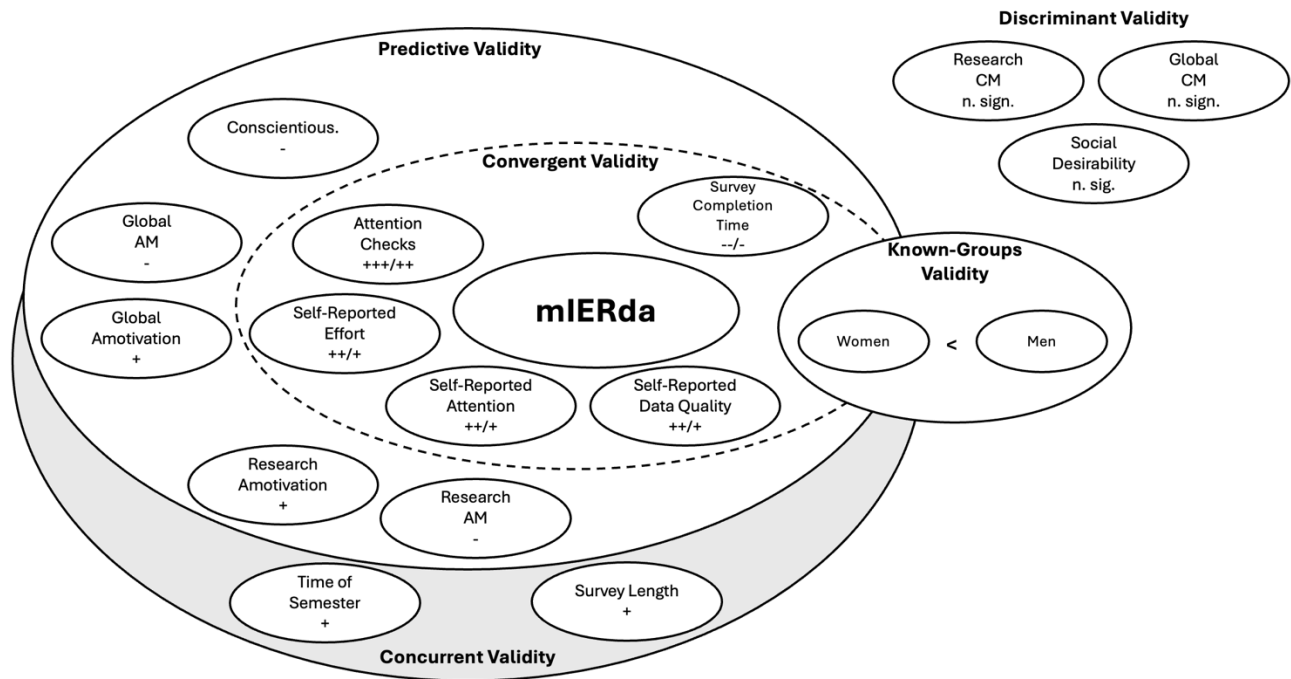 Discriminant Validity
Research
CM
n. sign.
Global
CM
n. sign.
Social
Desirability
n. sig.
Predictive Validity
Conscientious.
-
Convergent Validity
Survey
Completion
Time
--/-
Global
AM
-
Attention
Checks
+++/++
Known-Groups
Validity
Women
<
Men
mIERda
Global
Amotivation
+
Self-Reported
Effort
++/+
Self-Reported
Attention
++/+
Self-Reported
Data Quality
++/+
Research
Amotivation
+
Research
AM
-
Time of
Semester
+
Survey Length
+
Concurrent Validity